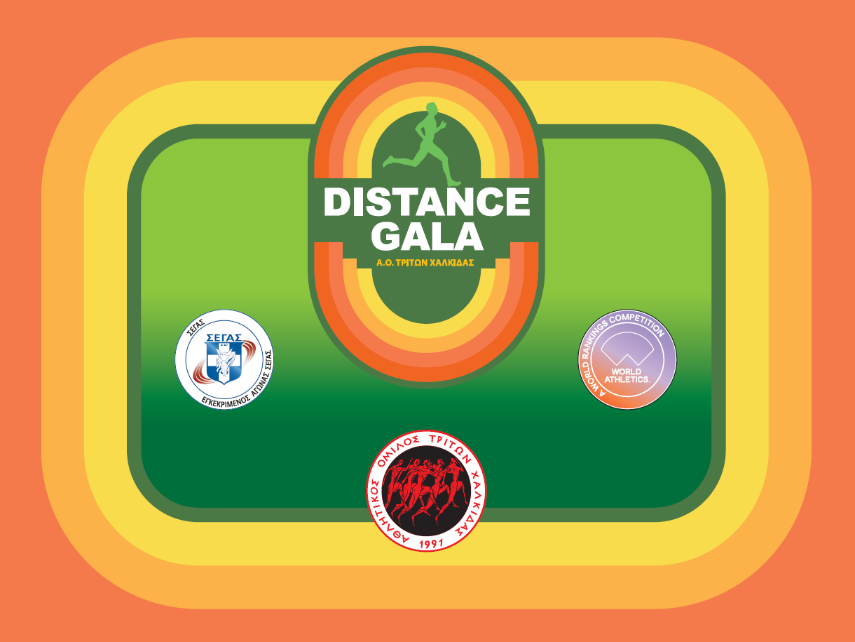 DISTANCE
GALA
Α.Ο. ΤΡΙΤΩΝ ΧΑΛΚΙΔΑΣ
ΣΕΓΑΣ
ΣΕΓΑΣ
ΕΓΚΕΚΡΙΜΕΝΟΣ ΑΓΩΝΑΣ ΣΕΓΑΣ
A WORLD RANKINGS COMPETITION
WORLD
ATHLETICS.
ΑΘΛΗΤΙΚΟΣ ΟΜΙΛΟΣ ΤΡΙΤΩΝ ΧΑΛΚΙΔΑΣ
1991